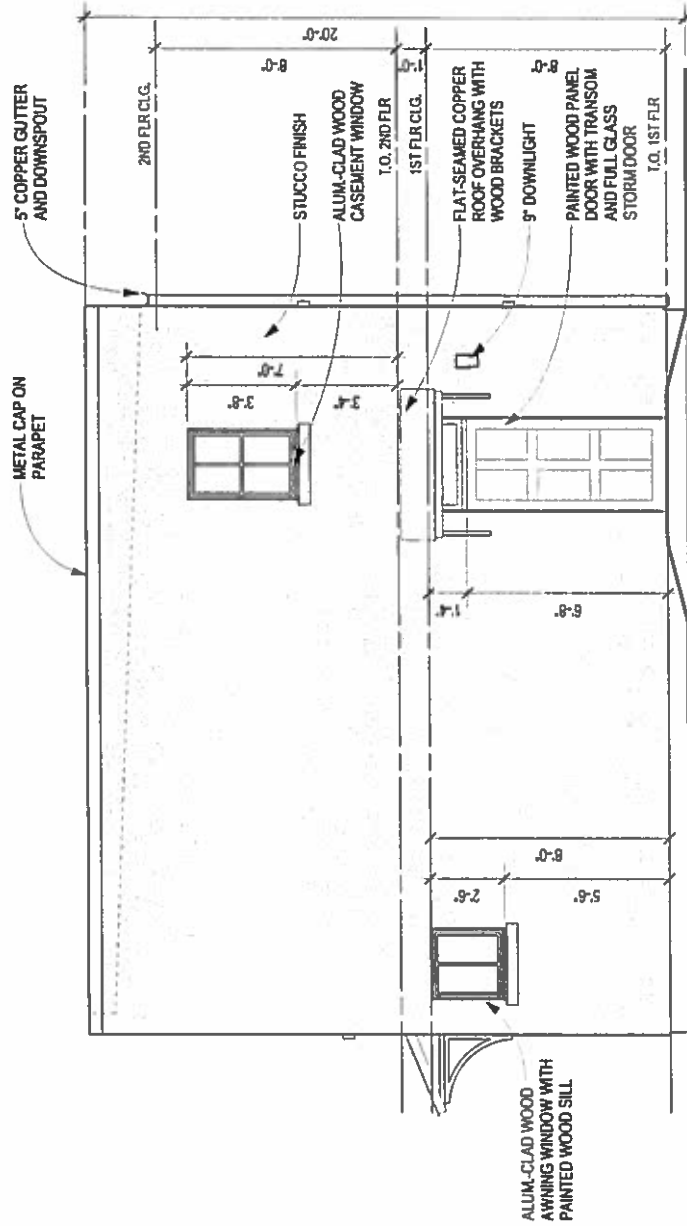 METAL CAP ON
PARAPET
5" COPPER GUTTER
AND DOWNSPOUT
2ND FLR CLG.
STUCCO FINISH
ALUM.-CLAD WOOD
CASEMENT WINDOW
T.O. 2ND FLR
1ST FLR CLG.
FLAT-SEAMED COPPER
ROOF OVERHANG WITH
WOOD BRACKETS
9" DOWNLIGHT
PAINTED WOOD PANEL
DOOR WITH TRANSOM
AND FULL GLASS
STORM DOOR
T.O. 1ST FLR
ALUM.-CLAD WOOD
AWNING WINDOW WITH
PAINTED WOOD SILL
20'-0"
8'-0"
1'-0"
8'-0"
7'-0"
3'-8"
3'-4"
1'-4"
6'-8"
8'-0"
2'-6"
5'-6"